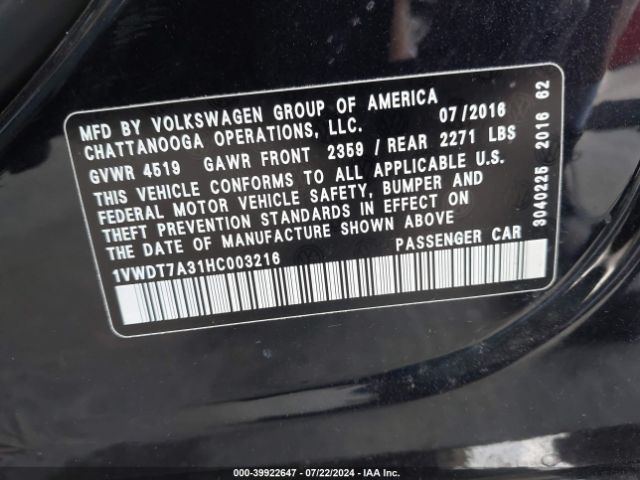 MFD BY VOLKSWAGEN GROUP OF AMERICA
CHATTANOOGA OPERATIONS, LLC. 07/2016
GVWR 4519 GAWR FRONT 2359 / REAR 2271 LBS
THIS VEHICLE CONFORMS TO ALL APPLICABLE U.S.
FEDERAL MOTOR VEHICLE SAFETY, BUMPER AND
THEFT PREVENTION STANDARDS IN EFFECT ON
THE DATE OF MANUFACTURE SHOWN ABOVE
1VWDT7A31HC003216 PASSENGER CAR
3040225 2016 62
000-39922647 - 07/22/2024 - IAA Inc.